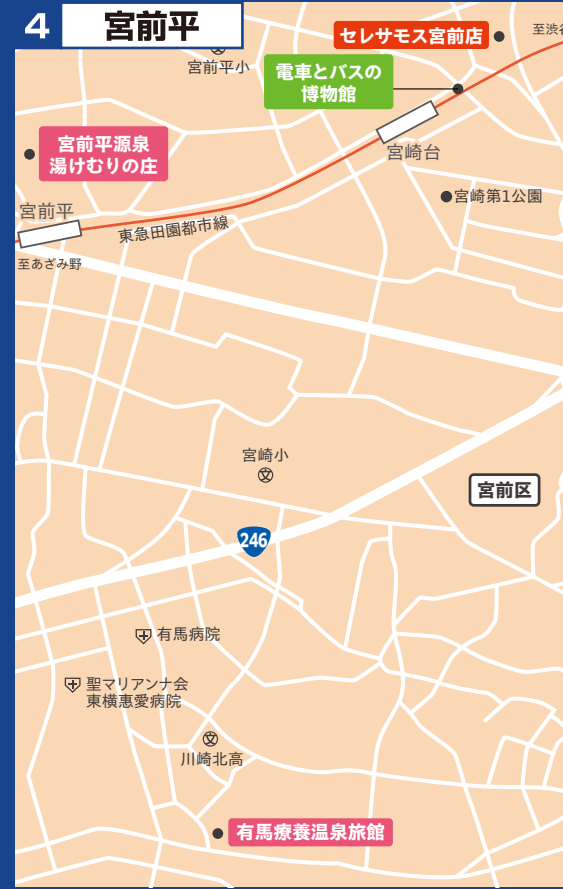 4 宮前平
セレサモス宮前店
至渋谷
宮前平小
電車とバスの
博物館
宮前平源泉
湯けむりの庄
宮崎台
宮崎第1公園
宮前平
東急田園都市線
至あざみ野
宮崎小
文
宮前区
246
有馬病院
聖マリアンナ会
東横惠愛病院
文
川崎北高
有馬療養温泉旅館